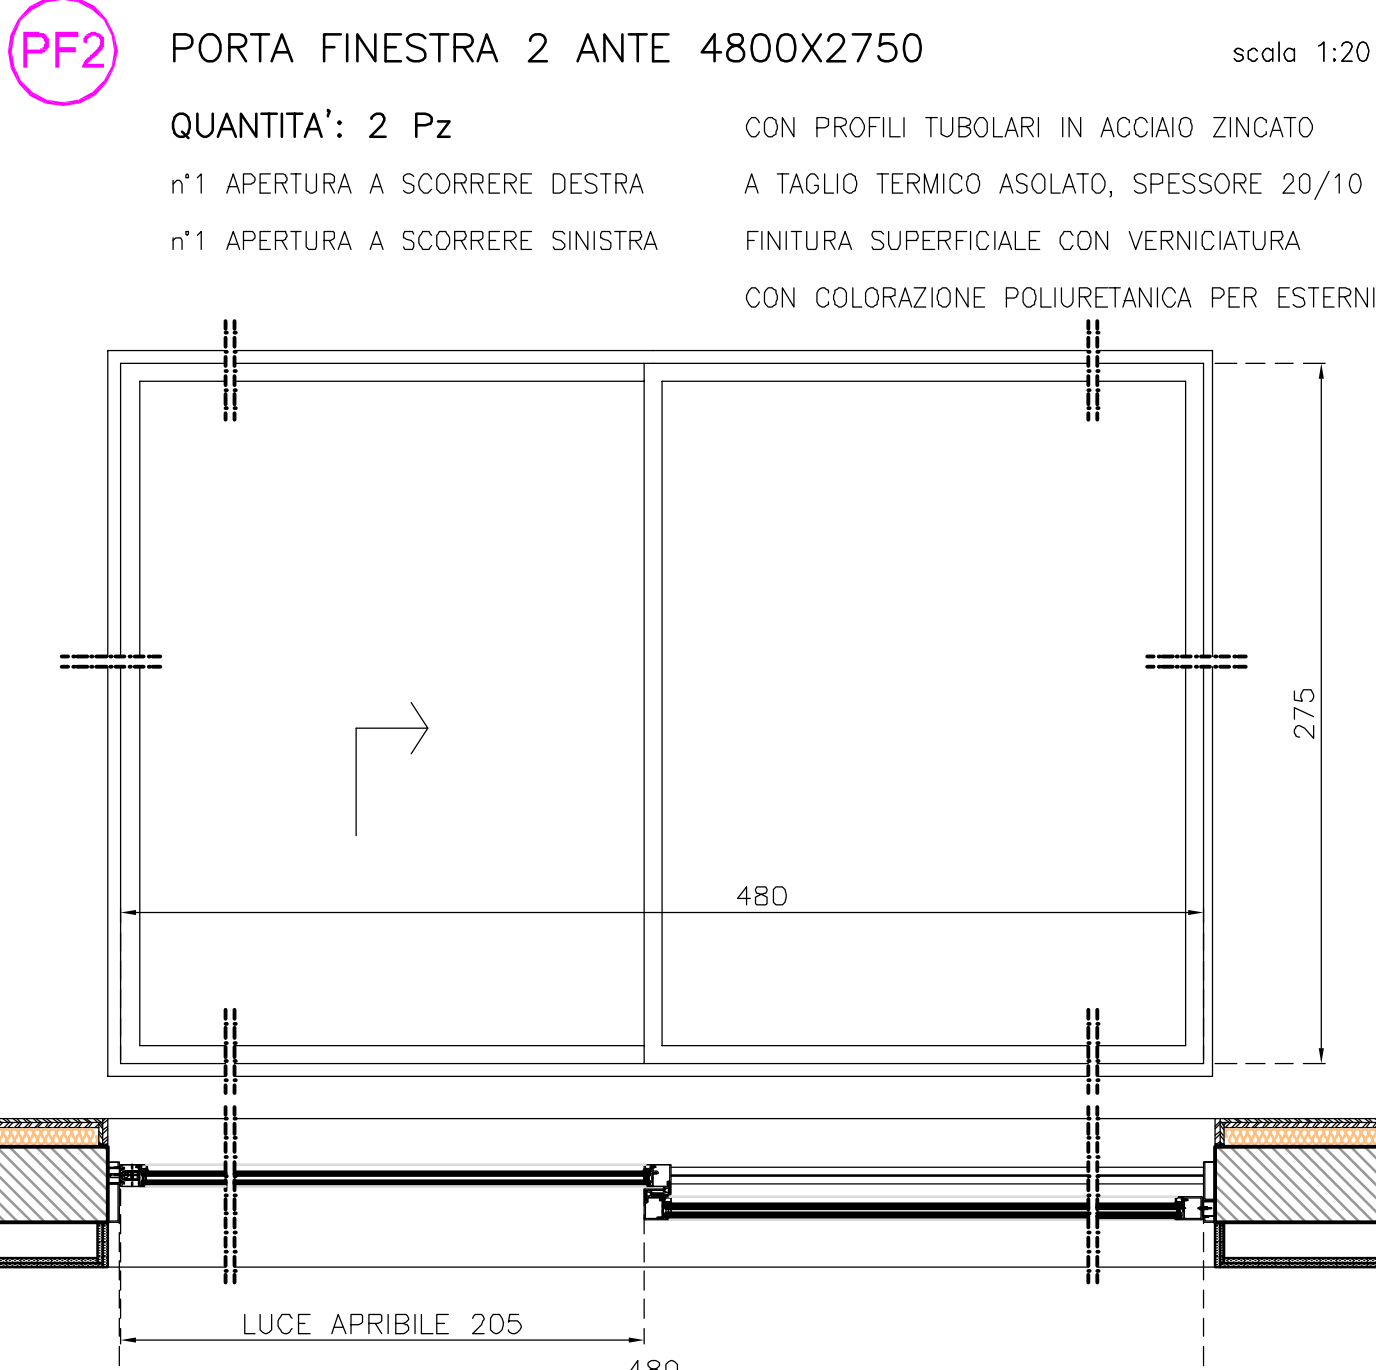 PF2
PORTA FINESTRA 2 ANTE 4800X2750
scala 1:20
QUANTITA': 2 Pz
n°1 APERTURA A SCORRERE DESTRA
n°1 APERTURA A SCORRERE SINISTRA
CON PROFILI TUBOLARI IN ACCIAIO ZINCATO
A TAGLIO TERMICO ASOLATO, SPESSORE 20/10
FINITURA SUPERFICIALE CON VERNICIATURA
CON COLORAZIONE POLIURETANICA PER ESTERNI
275
480
LUCE APRIBILE 205
480